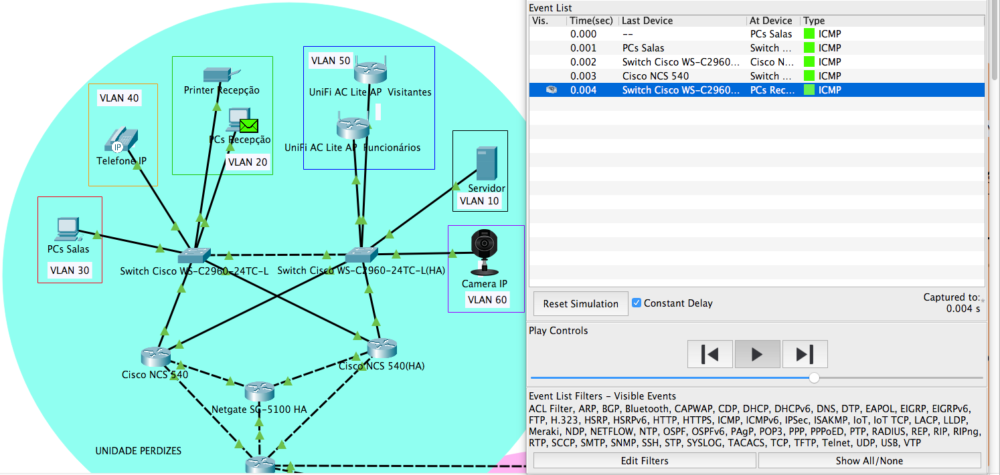 VLAN 50
UniFi AC Lite AP Visitantes
Printer Recepção
VLAN 40
PCs Recepção
VLAN 20
UniFi AC Lite AP Funcionários
IP
Telefone IP
Servidor
VLAN 10
PCs Salas
VLAN 30
Switch Cisco WS-C2960-24TC-L
Switch Cisco WS-C2960-24TC-L(HA)
Camera IP
VLAN 60
Cisco NCS 540
Cisco NCS 540(HA)
Netgate SG-5100 HA
UNIDADE PERDIZES
Event List
Vis. Time(sec) Last Device At Device Type
0.000 -- PCs Salas ICMP
0.001 PCs Salas Switch ... ICMP
0.002 Switch Cisco WS-C2960... Cisco N... ICMP
0.003 Cisco NCS 540 Switch ... ICMP
0.004 Switch Cisco WS-C2960... PCs Rec... ICMP
Reset Simulation
Constant Delay
Captured to:*
0.004 s
Play Controls
Event List Filters - Visible Events
ACL Filter, ARP, BGP, Bluetooth, CAPWAP, CDP, DHCP, DHCPv6, DNS, DTP, EAPOL, EIGRP, EIGRPv6,
FTP, H.323, HSRP, HSRPv6, HTTP, HTTPS, ICMP, ICMPv6, IPSec, ISAKMP, IoT, IoT TCP, LACP, LLDP,
Meraki, NDP, NETFLOW, NTP, OSPF, OSPFv6, PAgP, POP3, PPP, PPPoED, PTP, RADIUS, REP, RIP, RIPng,
RTP, SCCP, SMTP, SNMP, SSH, STP, SYSLOG, TACACS, TCP, TFTP, Telnet, UDP, USB, VTP
Edit Filters
Show All/None